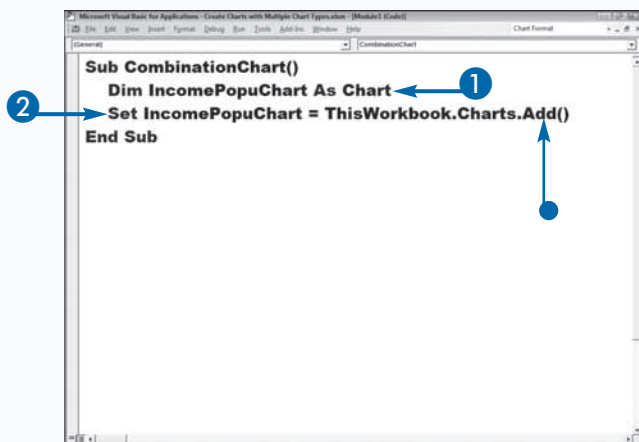 Microsoft Visual Basic for Applications - Create Charts with Multiple Chart Types.xlsm - [Module1 (Code)]
File Edit View Insert Format Debug Run Tools Add-Ins Window Help Chart Format
(General) CombinationChart
Sub CombinationChart()
Dim IncomePopuChart As Chart 1
2 Set IncomePopuChart = ThisWorkbook.Charts.Add()
End Sub